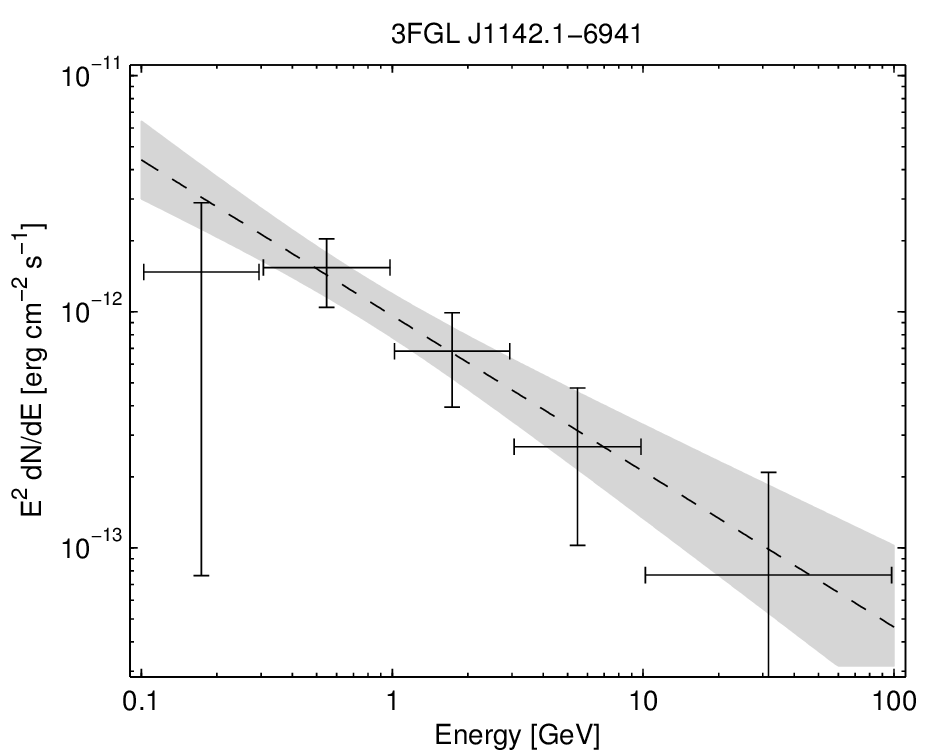 3FGL J1142.1−6941
10⁻¹¹
10⁻¹²
10⁻¹³
E² dN/dE [erg cm⁻² s⁻¹]
0.1 1 10 100
Energy [GeV]